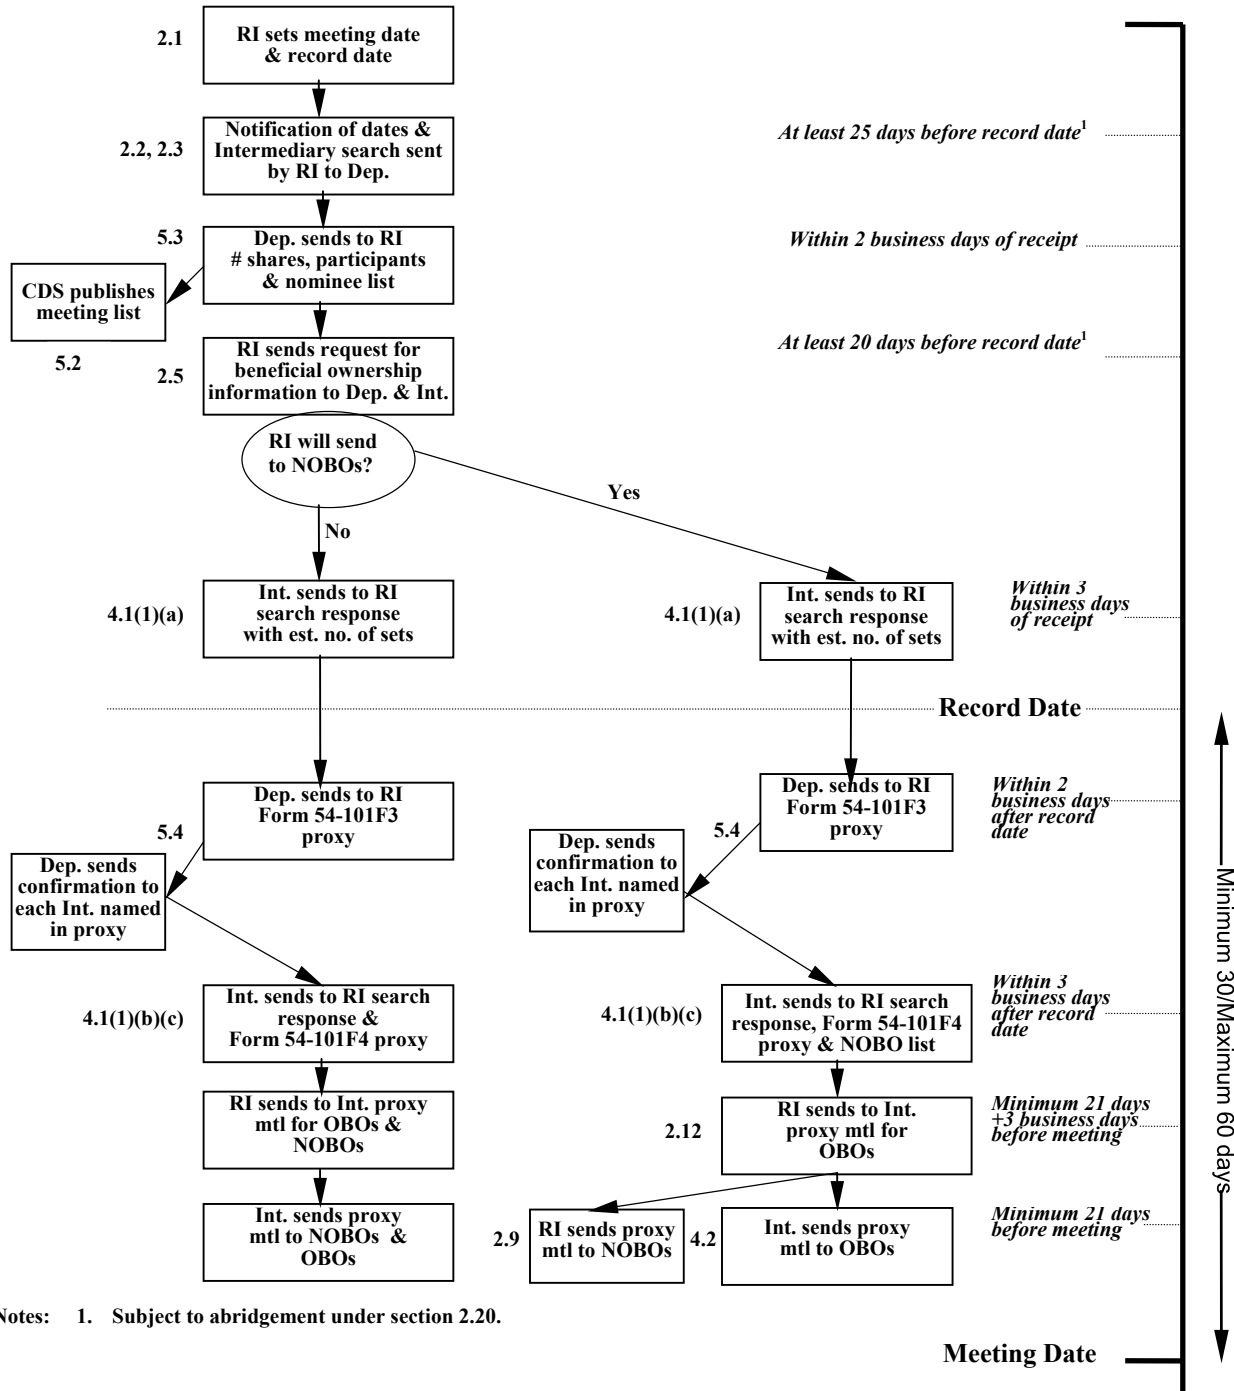 2.1
RI sets meeting date
& record date
2.2, 2.3
Notification of dates &
Intermediary search sent
by RI to Dep.
At least 25 days before record date1
5.3
Dep. sends to RI
# shares, participants
& nominee list
Within 2 business days of receipt
CDS publishes
meeting list
5.2
2.5
RI sends request for
beneficial ownership
information to Dep. & Int.
At least 20 days before record date1
RI will send
to NOBOs?
Yes
No
4.1(1)(a)
Int. sends to RI
search response
with est. no. of sets
4.1(1)(a)
Int. sends to RI
search response
with est. no. of sets
Within 3
business days
of receipt
Record Date
Dep. sends to RI
Form 54-101F3
proxy
5.4
Dep. sends
confirmation to
each Int. named
in proxy
Dep. sends to RI
Form 54-101F3
proxy
5.4
Dep. sends
confirmation to
each Int. named
in proxy
Within 2
business days
after record
date
4.1(1)(b)(c)
Int. sends to RI search
response &
Form 54-101F4 proxy
4.1(1)(b)(c)
Int. sends to RI search
response, Form 54-101F4
proxy & NOBO list
Within 3
business days
after record
date
RI sends to Int. proxy
mtl for OBOs &
NOBOs
2.12
RI sends to Int.
proxy mtl for
OBOs
Minimum 21 days
+3 business days
before meeting
Int. sends proxy
mtl to NOBOs &
OBOs
2.9
RI sends proxy
mtl to NOBOs
4.2
Int. sends proxy
mtl to OBOs
Minimum 21 days
before meeting
Minimum 30/Maximum 60 days
Notes: 1. Subject to abridgement under section 2.20.
Meeting Date